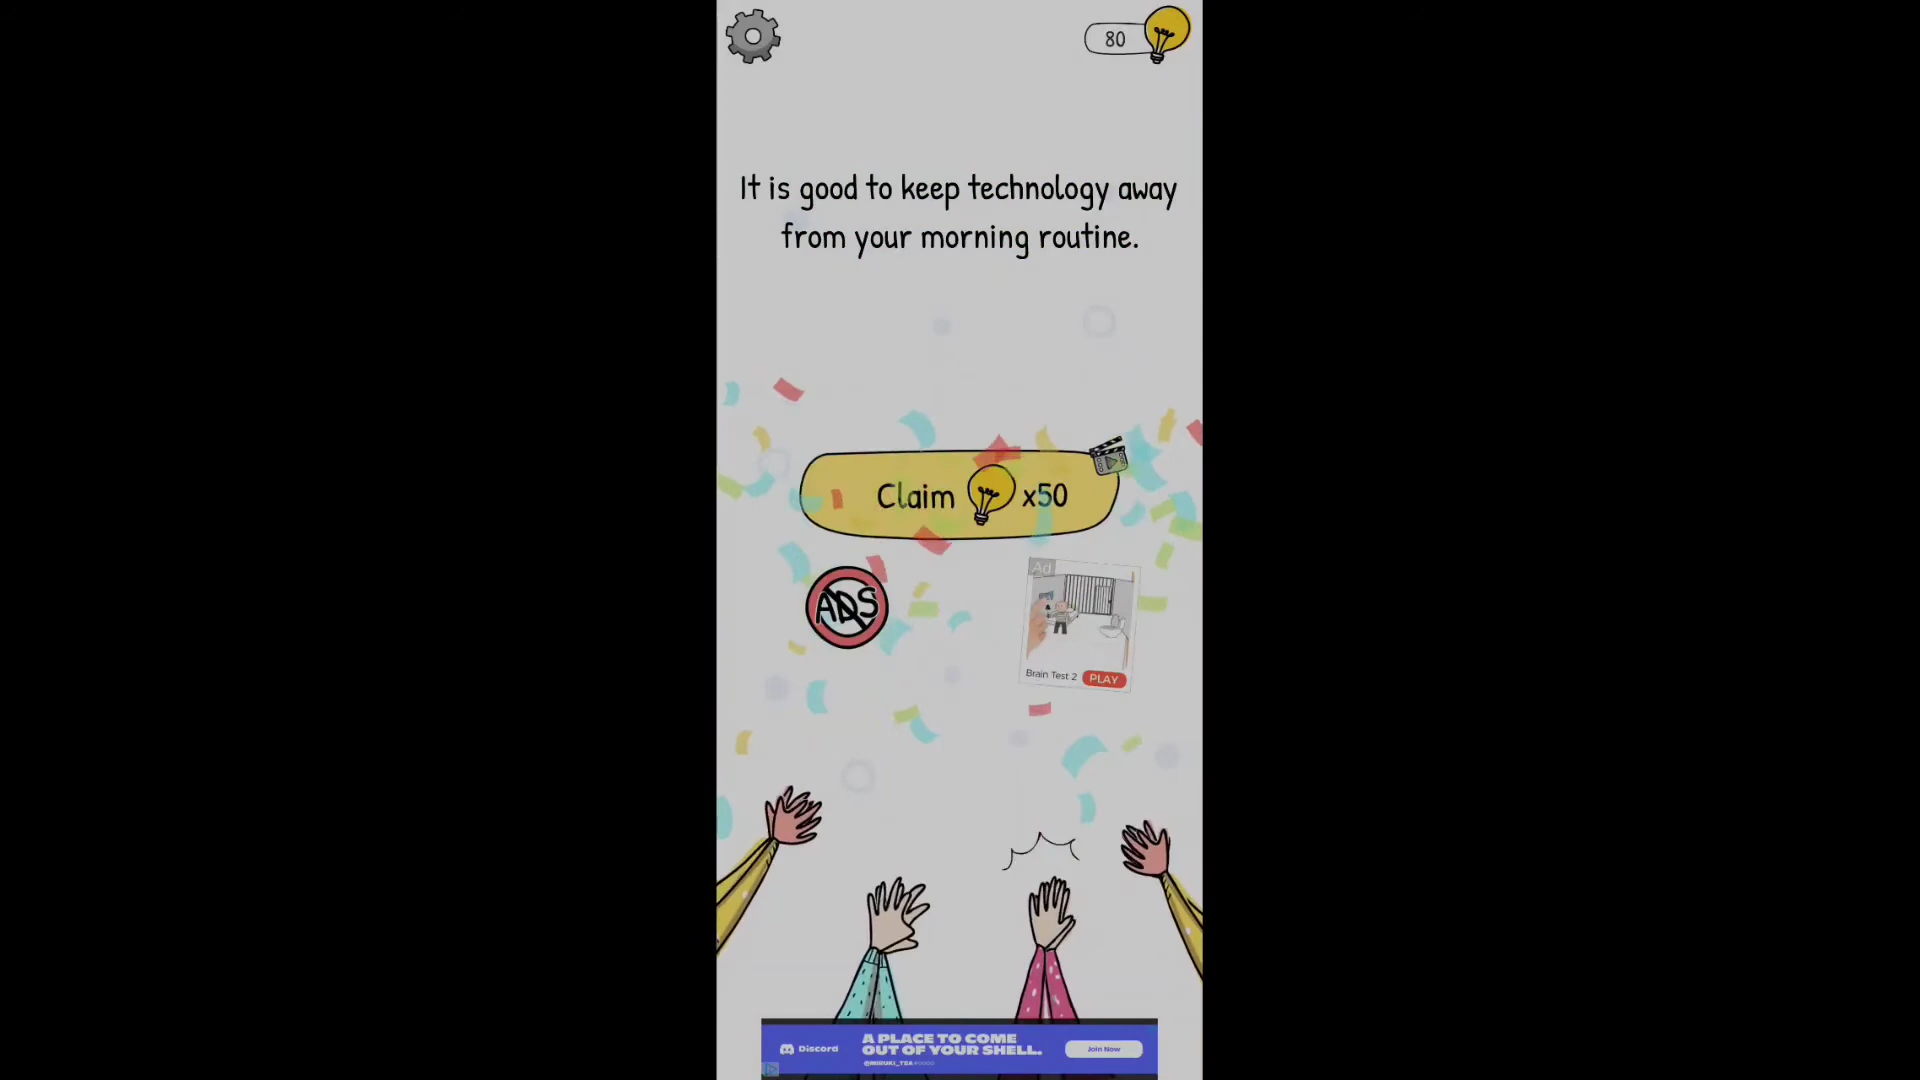 80
It is good to keep technology away
from your morning routine.
Claim x50
ADS
Ad
Brain Test 2 PLAY
Discord
A PLACE TO COME
OUT OF YOUR SHELL.
Join Now